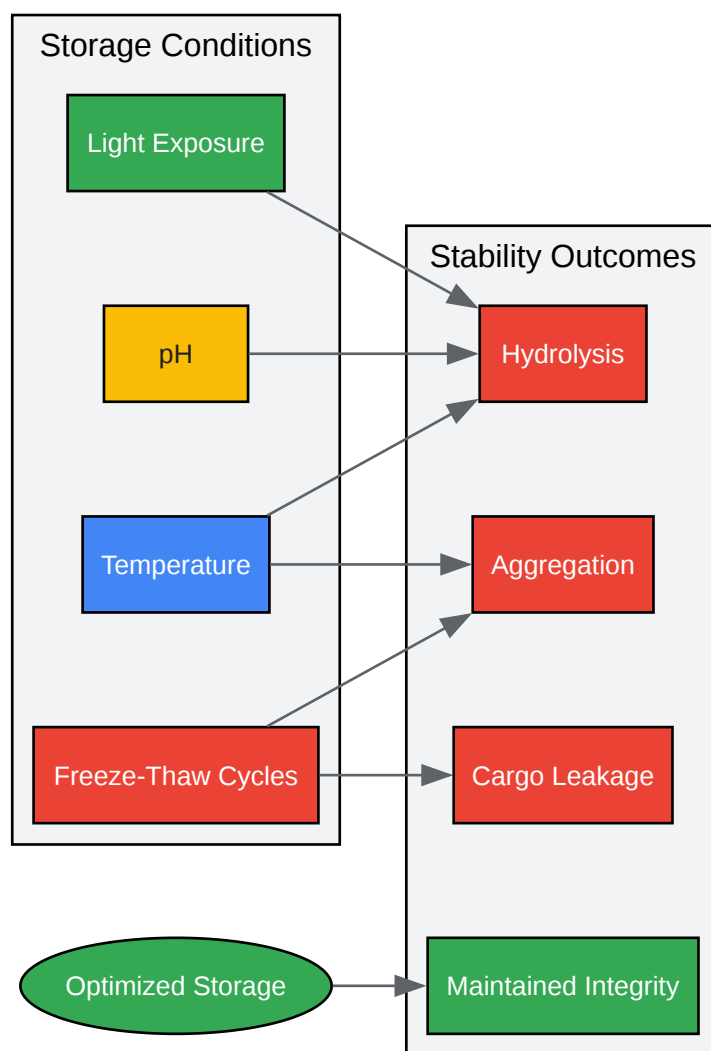 Storage Conditions
Light Exposure
pH
Temperature
Freeze-Thaw Cycles
Optimized Storage
Stability Outcomes
Hydrolysis
Aggregation
Cargo Leakage
Maintained Integrity